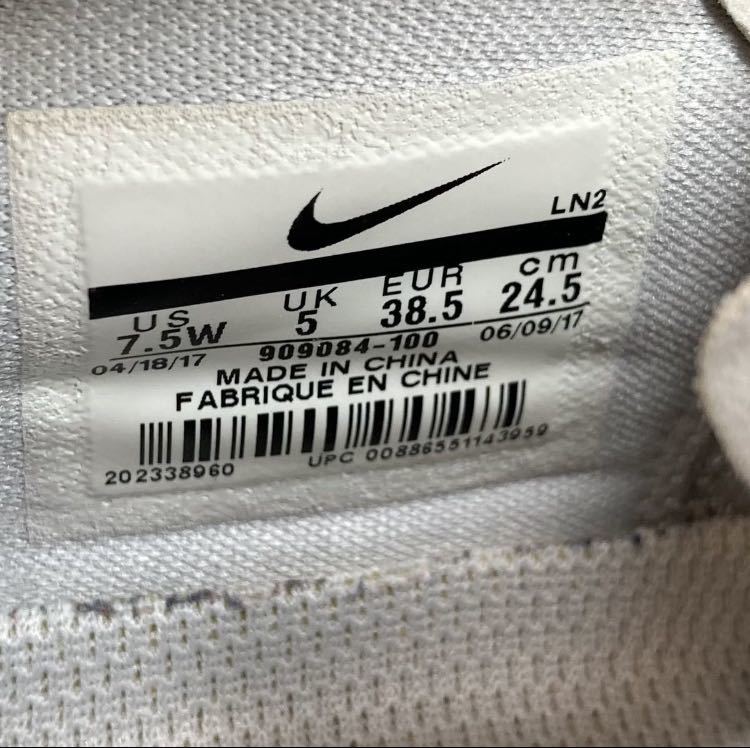 LN2
US UK EUR cm
7.5W 5 38.5 24.5
04/18/17 909084-100 06/09/17
MADE IN CHINA
FABRIQUE EN CHINE
202338960 UPC 00886551143959